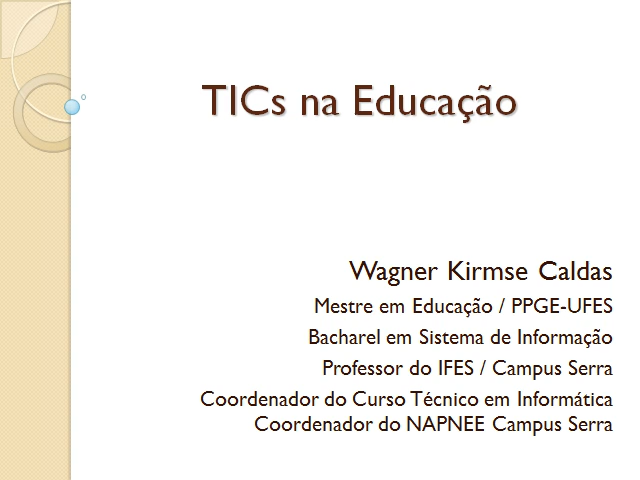 TICs na Educação
Wagner Kirmse Caldas
Mestre em Educação / PPGE-UFES
Bacharel em Sistema de Informação
Professor do IFES / Campus Serra
Coordenador do Curso Técnico em Informática
Coordenador do NAPNEE Campus Serra